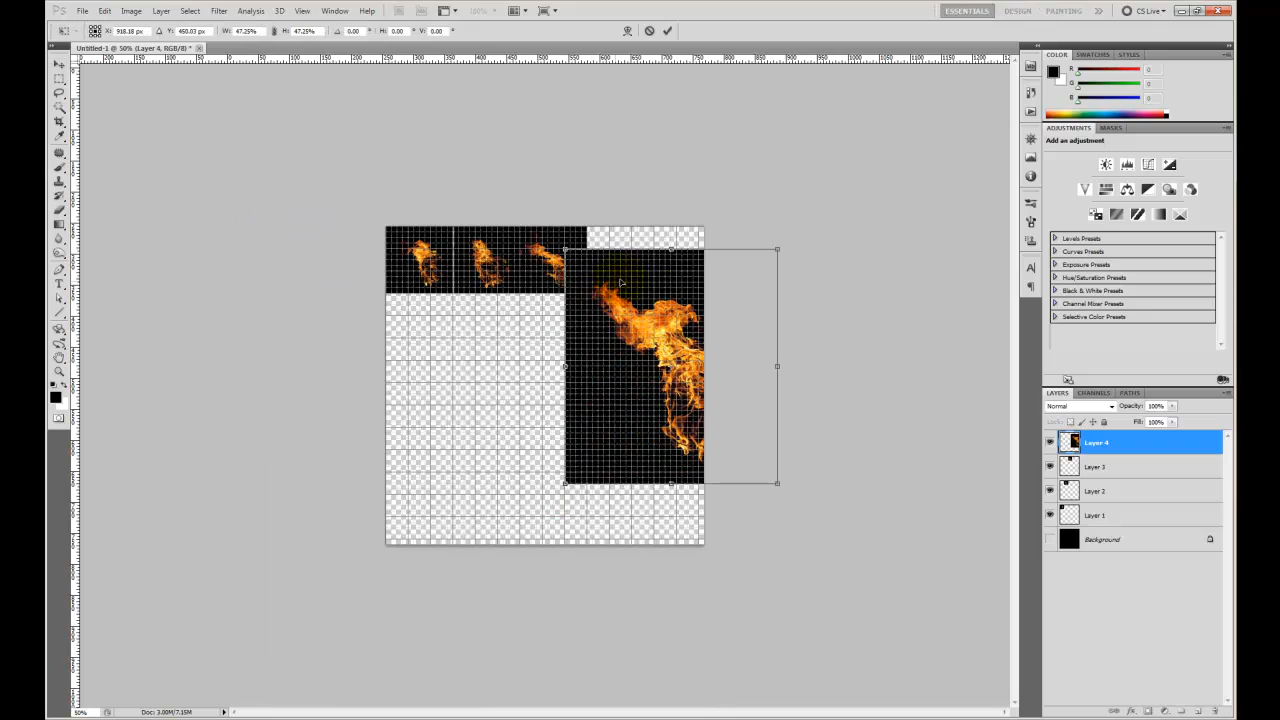 PS File Edit Image Layer Select Filter Analysis 3D View Window Help 100% ESSENTIALS DESIGN PAINTING CS Live
X: 918.18 px Y: 450.03 px W: 47.25% H: 47.25% 0.00 ° H: 0.00 ° V: 0.00 °
Untitled-1 @ 50% (Layer 4, RGB/8) *
COLOR SWATCHES STYLES
R 0
G 0
B 0
ADJUSTMENTS MASKS
Add an adjustment
Levels Presets
Curves Presets
Exposure Presets
Hue/Saturation Presets
Black & White Presets
Channel Mixer Presets
Selective Color Presets
LAYERS CHANNELS PATHS
Normal Opacity: 100%
Lock: Fill: 100%
Layer 4
Layer 3
Layer 2
Layer 1
Background
50% Doc: 3.00M/7.15M